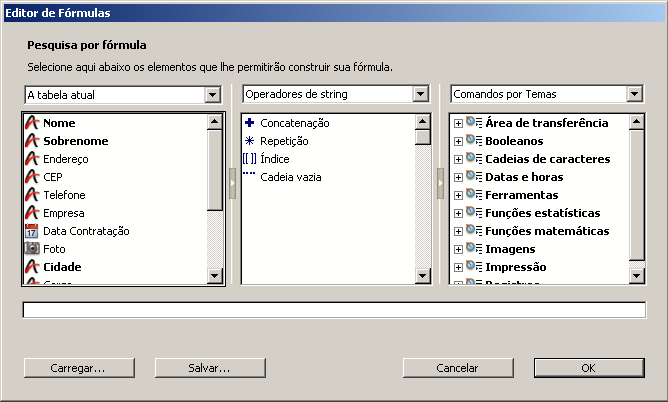 Editor de Fórmulas
Pesquisa por fórmula
Selecione aqui abaixo os elementos que lhe permitirão construir sua fórmula.
A tabela atual
Nome
Sobrenome
Endereço
CEP
Telefone
Empresa
17 Data Contratação
Foto
Cidade
Cargo
Operadores de string
Concatenação
Repetição
Índice
Cadeia vazia
Comandos por Temas
Área de transferência
Booleanos
Cadeias de caracteres
Datas e horas
Ferramentas
Funções estatísticas
Funções matemáticas
Imagens
Impressão
Registros
Carregar...
Salvar...
Cancelar
OK